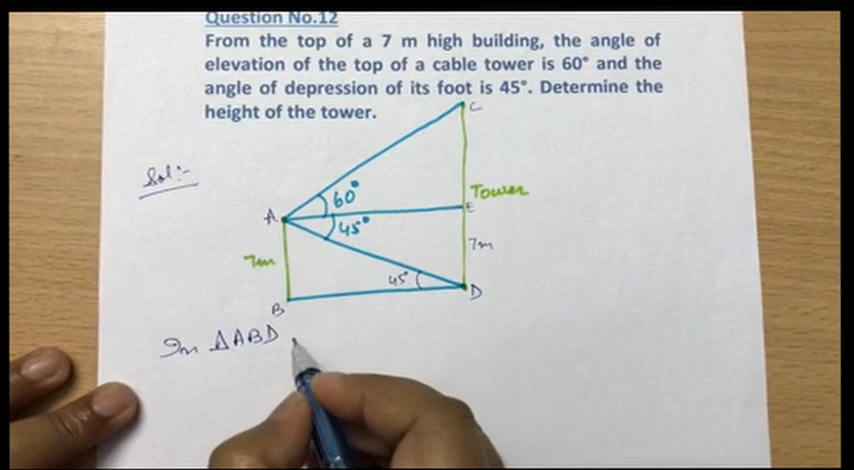 Question No.12
From the top of a 7 m high building, the angle of
elevation of the top of a cable tower is 60° and the
angle of depression of its foot is 45°. Determine the
height of the tower.
C
Sol:-
60°
Tower
A
E
45°
7m
7m
45°
D
B
In ΔABD